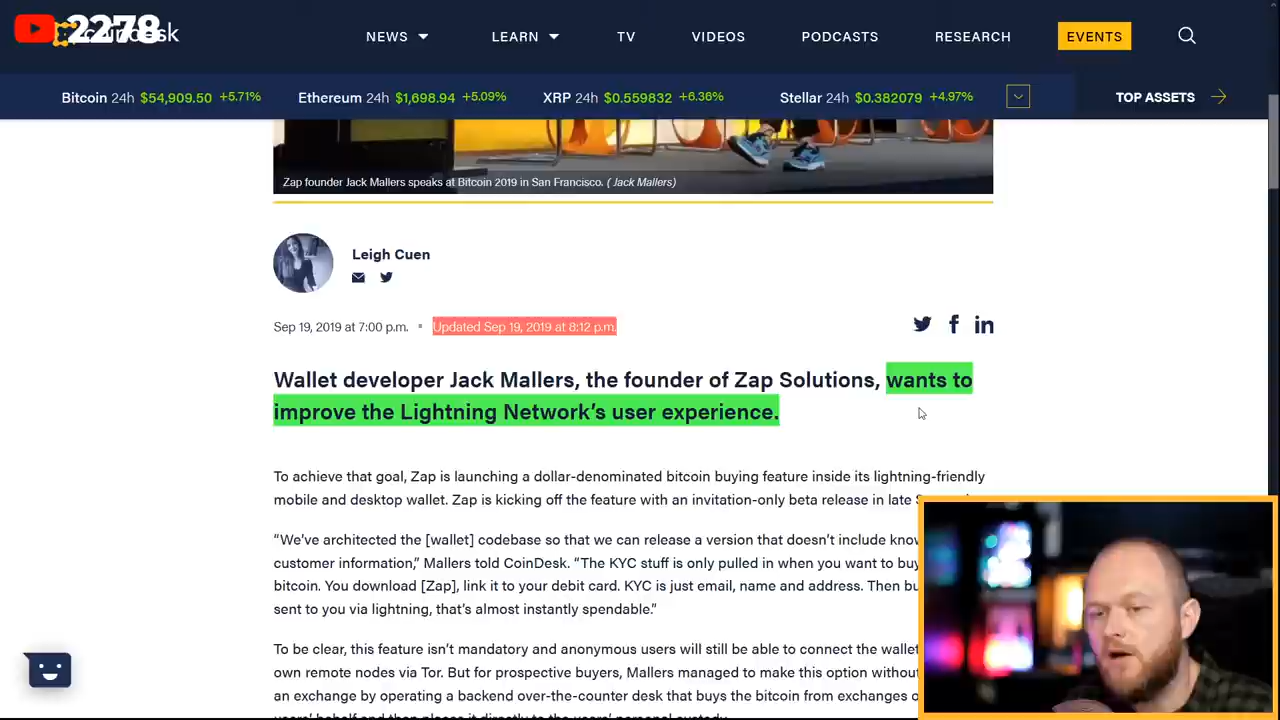 2278
sk
NEWS
LEARN
TV
VIDEOS
PODCASTS
RESEARCH
EVENTS
Bitcoin 24h $54,909.50 +5.71%
Ethereum 24h $1,698.94 +5.09%
XRP 24h $0.559832 +6.36%
Stellar 24h $0.382079 +4.97%
TOP ASSETS
Zap founder Jack Mallers speaks at Bitcoin 2019 in San Francisco. ( Jack Mallers)
Leigh Cuen
Sep 19, 2019 at 7:00 p.m. Updated Sep 19, 2019 at 8:12 p.m.
Wallet developer Jack Mallers, the founder of Zap Solutions, wants to
improve the Lightning Network’s user experience.
To achieve that goal, Zap is launching a dollar-denominated bitcoin buying feature inside its lightning-friendly
mobile and desktop wallet. Zap is kicking off the feature with an invitation-only beta release in late
“We’ve architected the [wallet] codebase so that we can release a version that doesn’t include
customer information,” Mallers told CoinDesk. “The KYC stuff is only pulled in when you want to
bitcoin. You download [Zap], link it to your debit card. KYC is just email, name and address. Then
sent to you via lightning, that’s almost instantly spendable.”
To be clear, this feature isn’t mandatory and anonymous users will still be able to connect the wallet
own remote nodes via Tor. But for prospective buyers, Mallers managed to make this option
an exchange by operating a backend over-the-counter desk that buys the bitcoin from exchanges